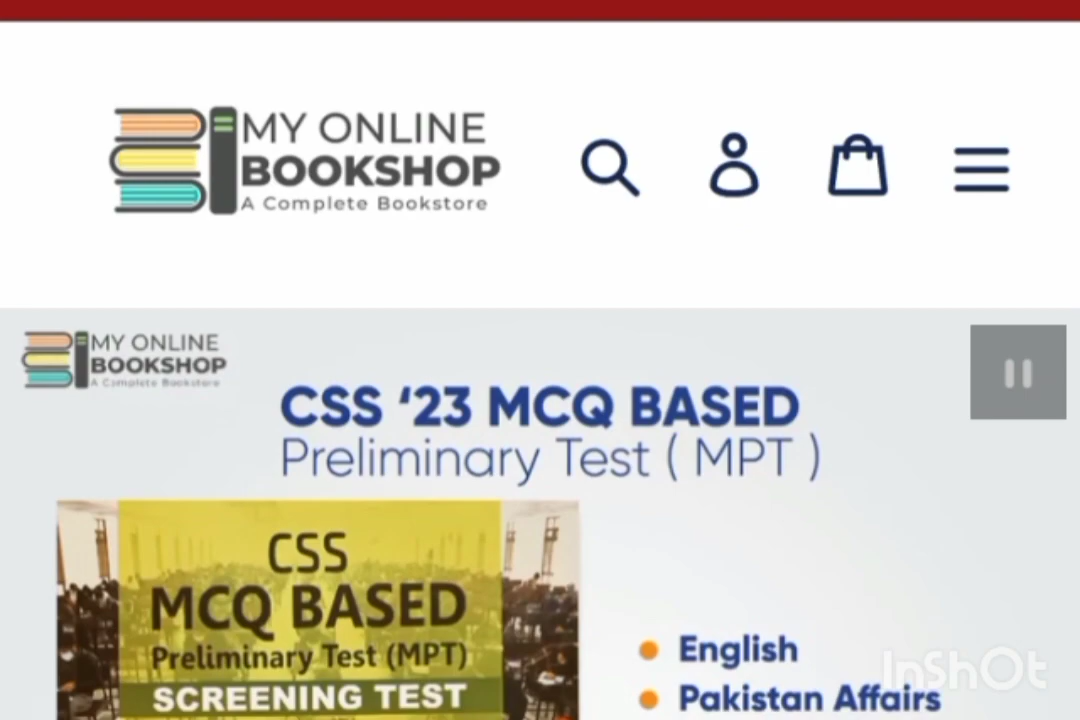 MY ONLINE
BOOKSHOP
A Complete Bookstore
MY ONLINE
BOOKSHOP
A Complete Bookstore
CSS ‘23 MCQ BASED
Preliminary Test ( MPT )
CSS
MCQ BASED
Preliminary Test (MPT)
SCREENING TEST
English
Pakistan Affairs
InShOt